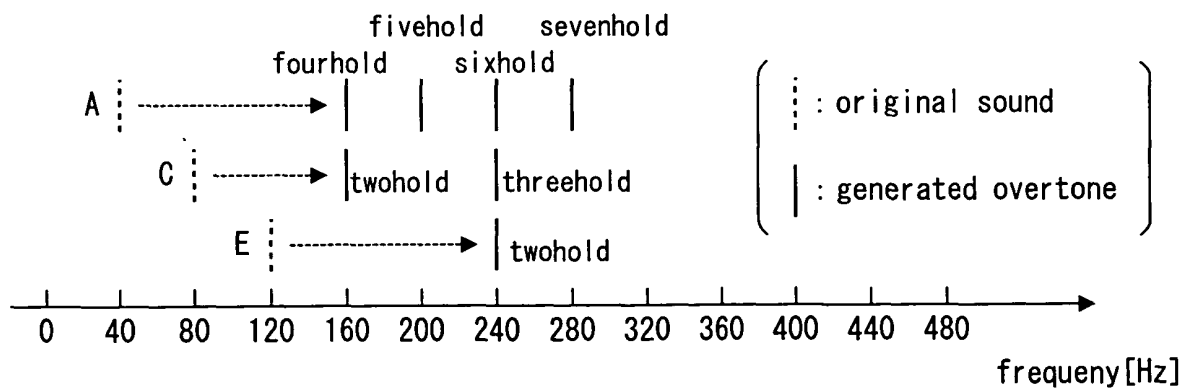 fivehold sevenhold
fourhold sixhold
A : original sound
C twohold threehold
: generated overtone
E twohold
0 40 80 120 160 200 240 280 320 360 400 440 480
frequeny[Hz]